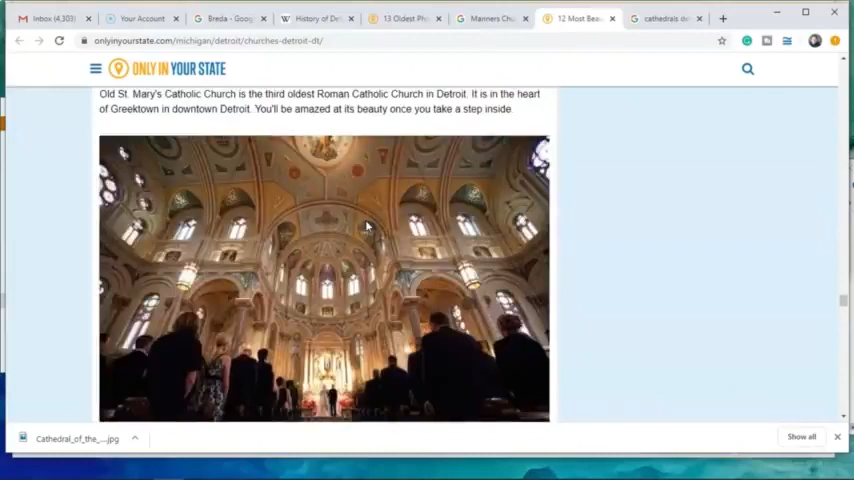 Inbox (4,303)
Your Account
Breda - Goog
History of Det
13 Oldest Pho
Manners Chu
12 Most Beau
cathedrals de
onlyinyourstate.com/michigan/detroit/churches-detroit-dt/
ONLY IN YOUR STATE
Old St. Mary's Catholic Church is the third oldest Roman Catholic Church in Detroit. It is in the heart
of Greektown in downtown Detroit. You'll be amazed at its beauty once you take a step inside.
Cathedral_of_the_....jpg
Show all